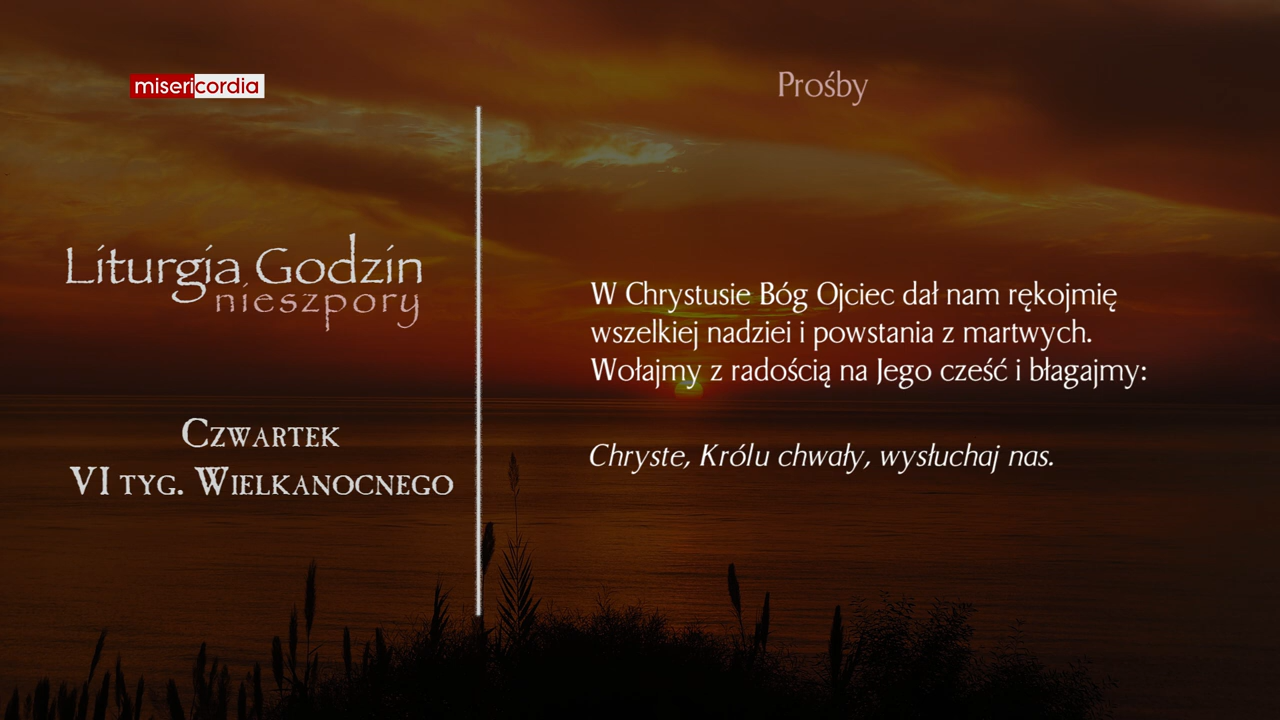 misericordia
Liturgia Godzin
nieszpory
Czwartek
VI tyg. Wielkanocnego
Prośby
W Chrystusie Bóg Ojciec dał nam rękojmię
wszelkiej nadziei i powstania z martwych.
Wołajmy z radością na Jego cześć i błagajmy:
Chryste, Królu chwały, wysłuchaj nas.